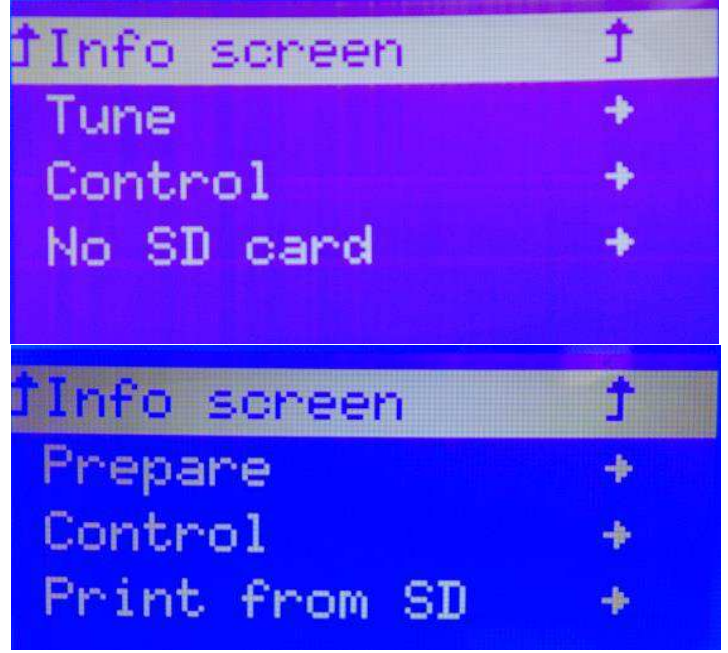 Info screen
Tune
Control
No SD card
Info screen
Prepare
Control
Print from SD